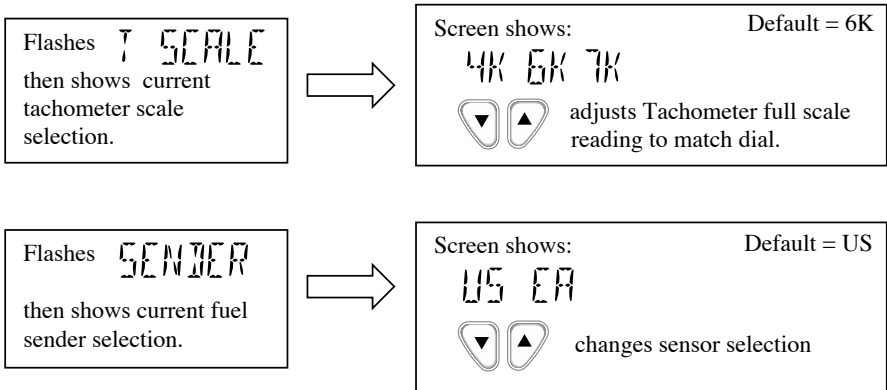 Flashes T SCALE
then shows current
tachometer scale
selection.
Screen shows: Default = 6K
4K 6K 7K
▼ ▲ adjusts Tachometer full scale
reading to match dial.
Flashes SENDER
then shows current fuel
sender selection.
Screen shows: Default = US
US EA
▼ ▲ changes sensor selection